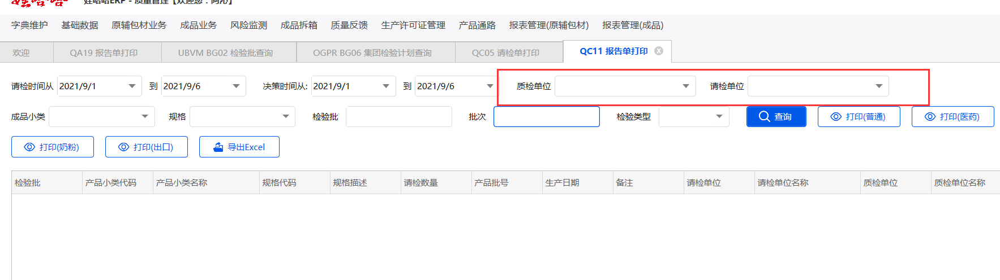 娃哈哈 娃哈哈ERP - 质量管理【欢迎您：阿沁】
字典维护 基础数据 原辅包材业务 成品业务 风险监测 成品拆箱 质量反馈 生产许可证管理 产品通路 报表管理(原辅包材) 报表管理(成品)
欢迎 QA19 报告单打印 UBVM BG02 检验批查询 OGPR BG06 集团检验计划查询 QC05 请检单打印 QC11 报告单打印 X
请检时间从 2021/9/1 到 2021/9/6 决策时间从: 2021/9/1 到 2021/9/6 质检单位 请检单位
成品小类 规格 检验批 批次 检验类型 查询 打印(普通) 打印(医药)
打印(奶粉) 打印(出口) 导出Excel
检验批 产品小类代码 产品小类名称 规格代码 规格描述 请检数量 产品批号 生产日期 备注 请检单位 请检单位名称 质检单位 质检单位名称